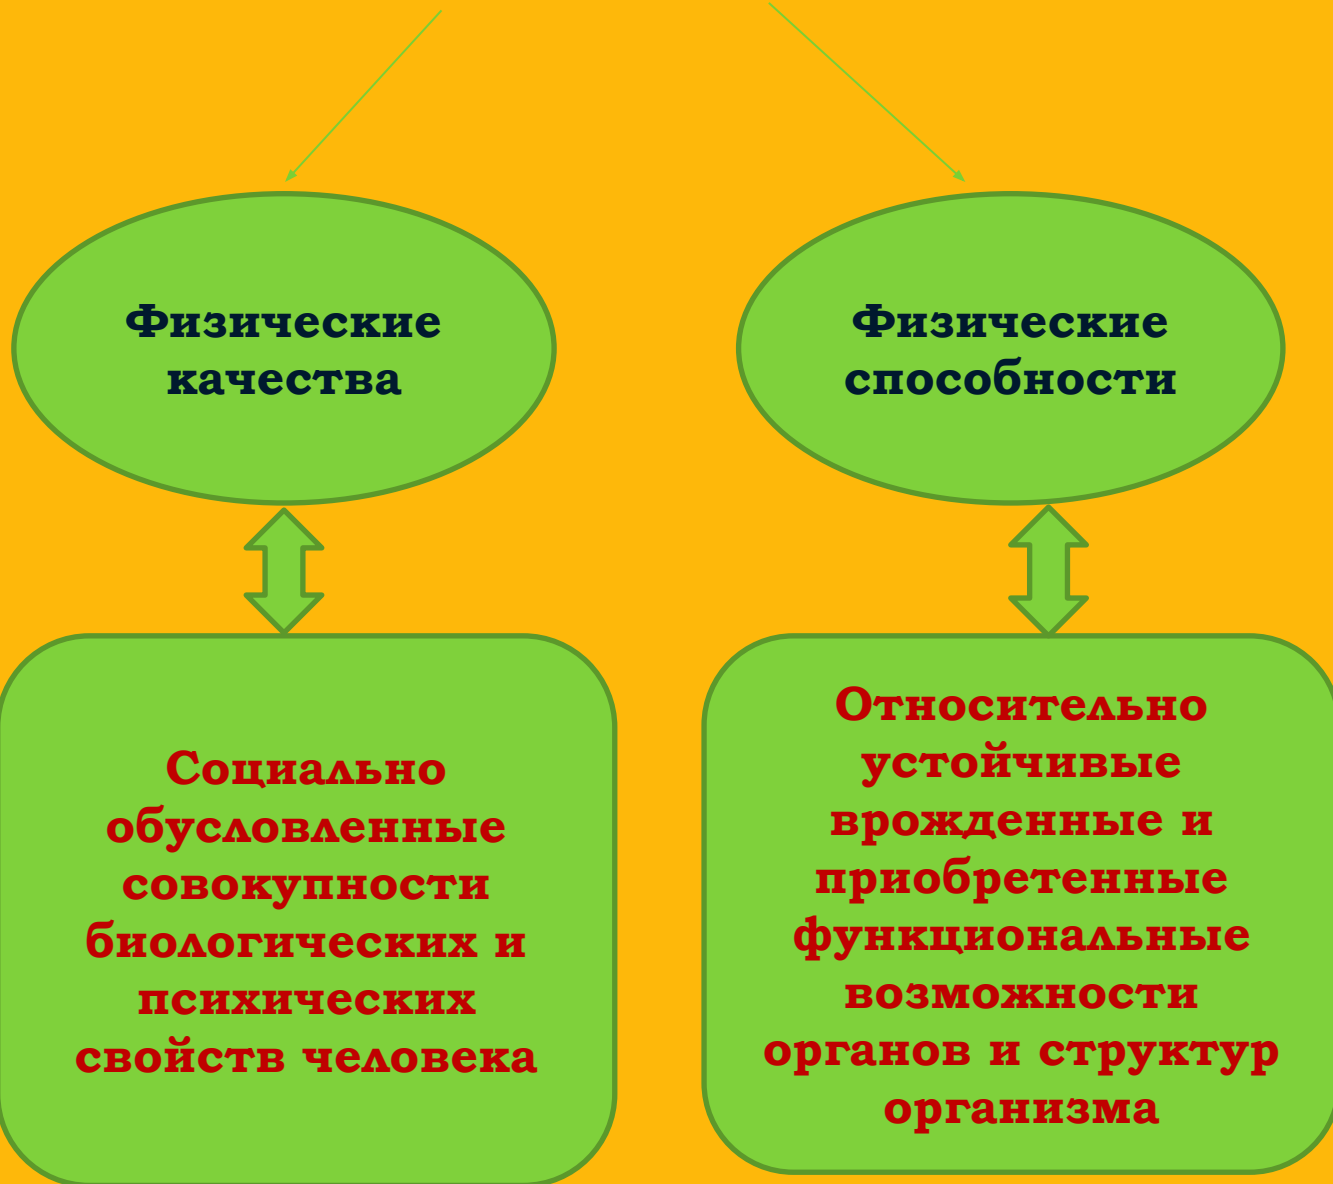 Физические
качества
Физические
способности
Социально
обусловленные
совокупности
биологических и
психических
свойств человека
Относительно
устойчивые
врожденные и
приобретенные
функциональные
возможности
органов и структур
организма